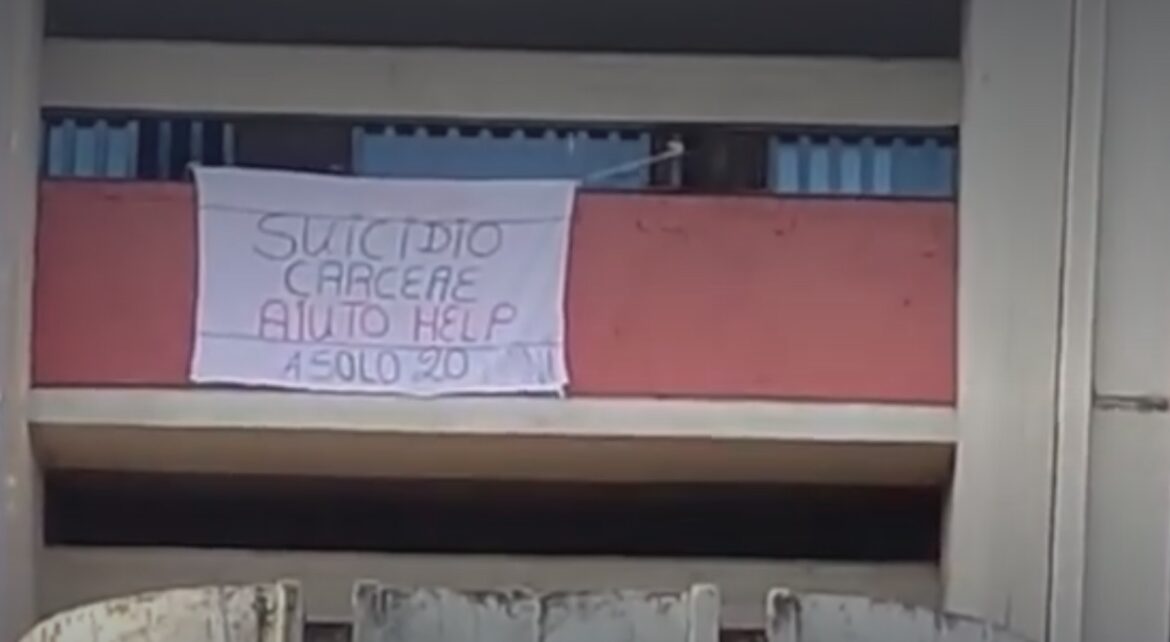 SUICIDIO
CARCERE
AIUTO HELP
A SOLO 20